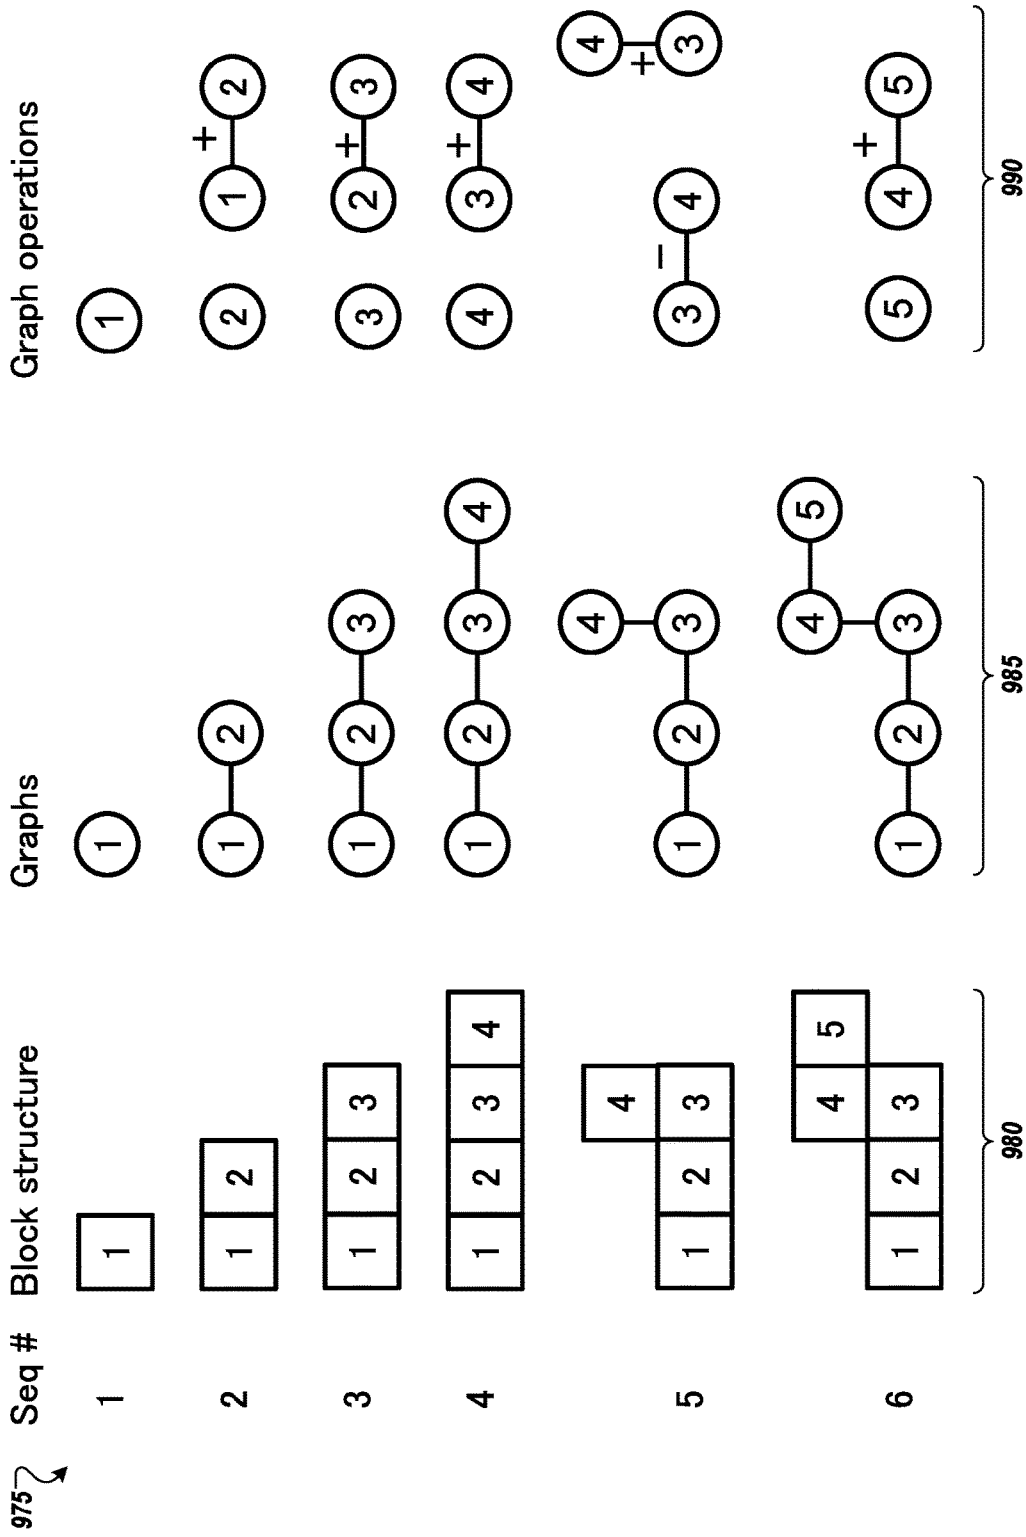 975
Seq # Block structure Graphs Graph operations
1 1 1 1
2 1 2 1 2 2 1 + 2
3 1 2 3 1 2 3 3 2 + 3
4 1 2 3 4 1 2 3 4 4 3 + 4
4 4 4
+
5 1 2 3 1 2 3 3 − 4 3
4 5 4 5
6 1 2 3 1 2 3 5 4 + 5
980 985 990